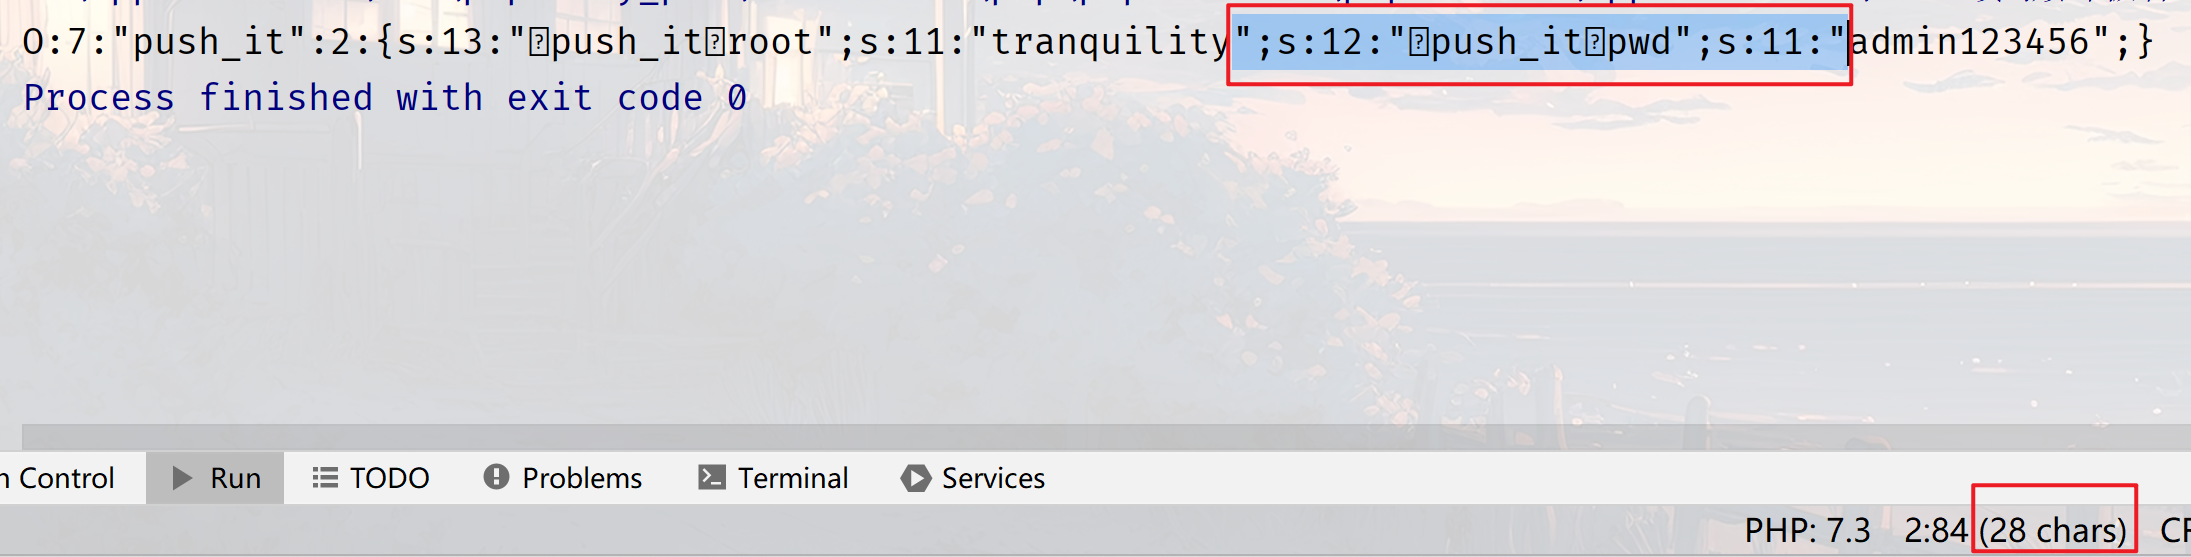 O:7:"push_it":2:{s:13:"�push_it�root";s:11:"tranquility";s:12:"�push_it�pwd";s:11:"admin123456";}
Process finished with exit code 0
Control Run TODO Problems Terminal Services
PHP: 7.3 2:84 (28 chars)